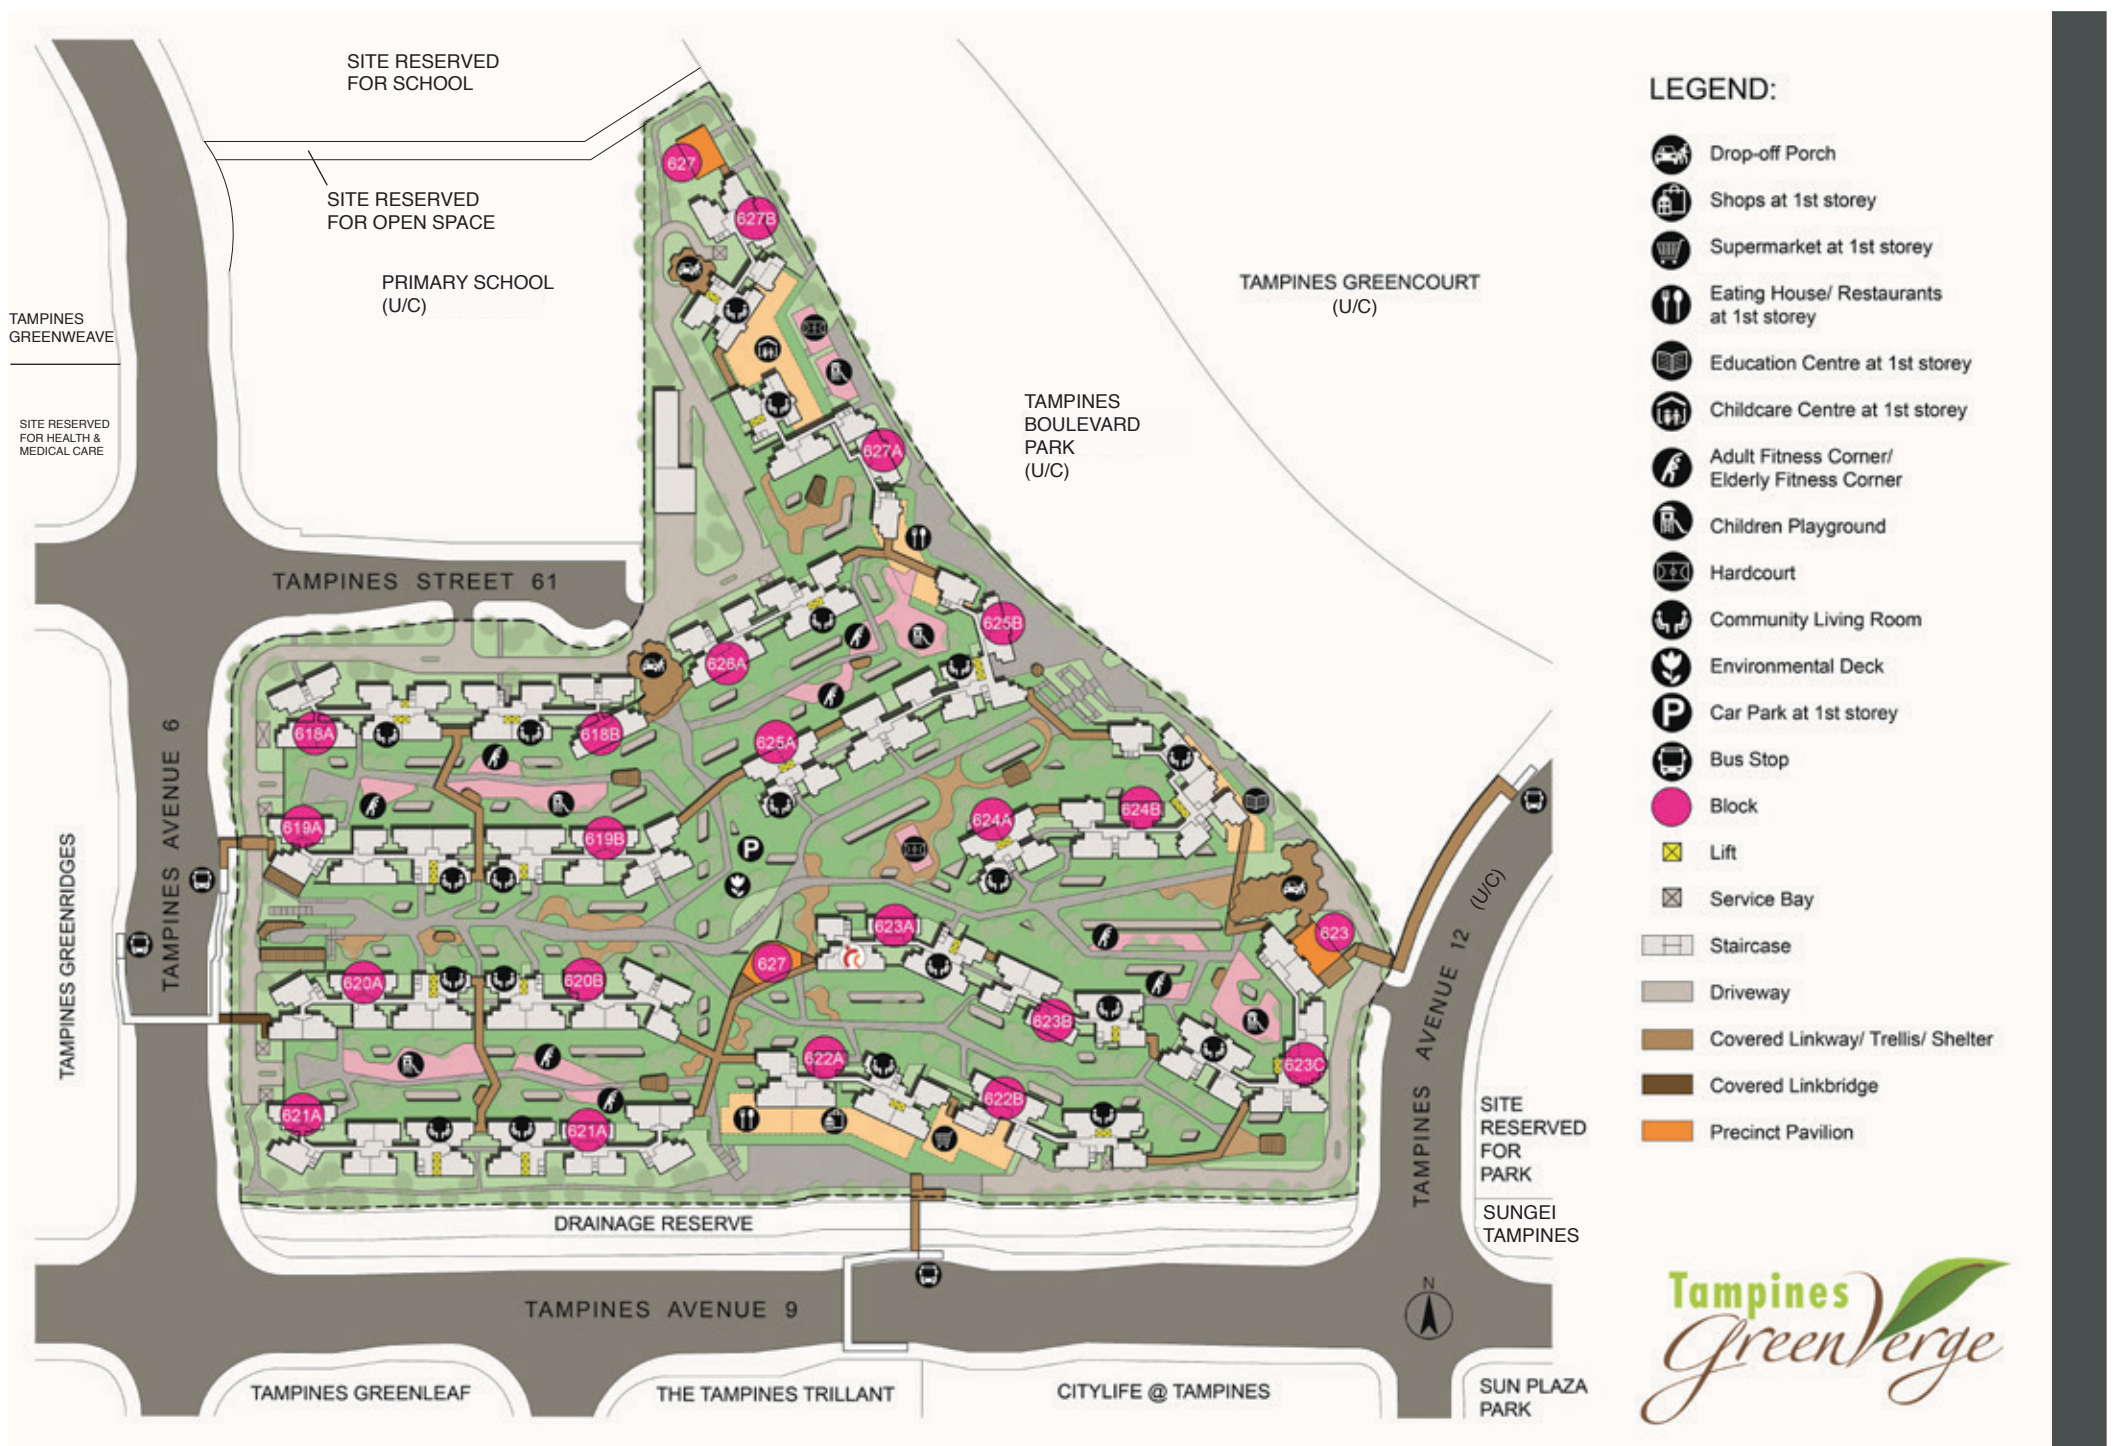 SITE RESERVED
FOR SCHOOL
SITE RESERVED
FOR OPEN SPACE
PRIMARY SCHOOL
(U/C)
TAMPINES
GREENWEAVE
SITE RESERVED
FOR HEALTH &
MEDICAL CARE
TAMPINES GREENCOURT
(U/C)
TAMPINES
BOULEVARD
PARK
(U/C)
TAMPINES STREET 61
TAMPINES AVENUE 6
TAMPINES GREENRIDGES
627
627B
627A
625B
626A
625A
618A
618B
619A
619B
624A
624B
623A
623
627
620A
620B
623B
622A
623C
622B
621A
621A
P
TAMPINES AVENUE 12 (U/C)
SITE
RESERVED
FOR
PARK
SUNGEI
TAMPINES
DRAINAGE RESERVE
TAMPINES AVENUE 9
N
TAMPINES GREENLEAF
THE TAMPINES TRILLANT
CITYLIFE @ TAMPINES
SUN PLAZA
PARK
LEGEND:
Drop-off Porch
Shops at 1st storey
Supermarket at 1st storey
Eating House/ Restaurants
at 1st storey
Education Centre at 1st storey
Childcare Centre at 1st storey
Adult Fitness Corner/
Elderly Fitness Corner
Children Playground
Hardcourt
Community Living Room
Environmental Deck
P Car Park at 1st storey
Bus Stop
Block
Lift
Service Bay
Staircase
Driveway
Covered Linkway/ Trellis/ Shelter
Covered Linkbridge
Precinct Pavilion
Tampines
GreenVerge